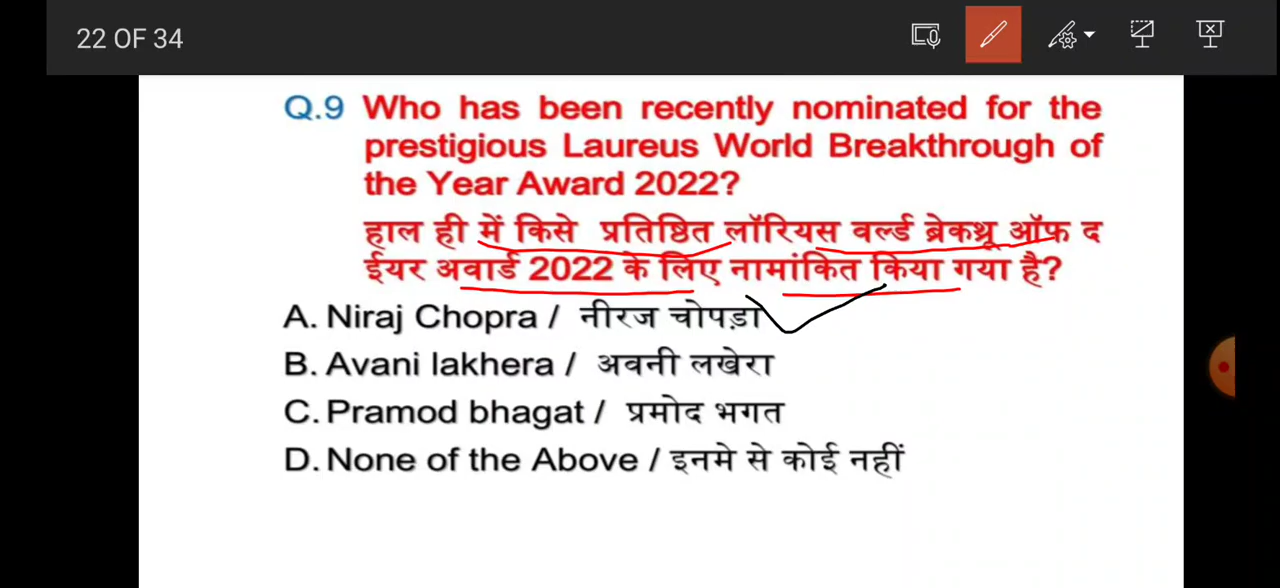 22 OF 34
Q.9 Who has been recently nominated for the
prestigious Laureus World Breakthrough of
the Year Award 2022?
हाल ही में किसे प्रतिष्ठित लॉरियस वर्ल्ड ब्रेकथ्रू ऑफ द
ईयर अवार्ड 2022 के लिए नामांकित किया गया है?
A. Niraj Chopra / नीरज चोपड़ा
B. Avani lakhera / अवनी लखेरा
C. Pramod bhagat / प्रमोद भगत
D. None of the Above / इनमे से कोई नहीं